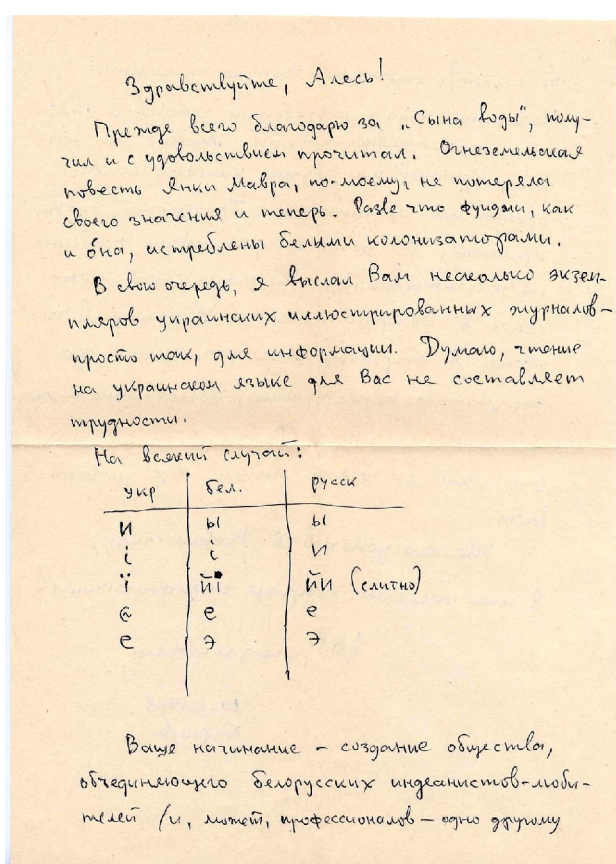 Здравствуйте, Алесь!
Прежде всего благодарю за „Сына воды", полу-
чил и с удовольствием прочитал. Огнеземельская
повесть Янки Мавра, по-моему, не потеряла
своего значения и теперь. Разве что фуиджи, как
и о́на, истреблены белыми колонизаторами.
В свою очередь, я выслал Вам несколько экзем-
пляров украинских иллюстрированных журналов -
просто так, для информации. Думаю, чтение
на украинском языке для Вас не составляет
трудности.
На всякий случай:
укр бел. русск
и ы ы
і і и
ї йі йи (слитно)
є е е
е э э
Ваше начинание - создание общества,
объединяющего белорусских индеанистов-люби-
телей /и, может, профессионалов - одно другому